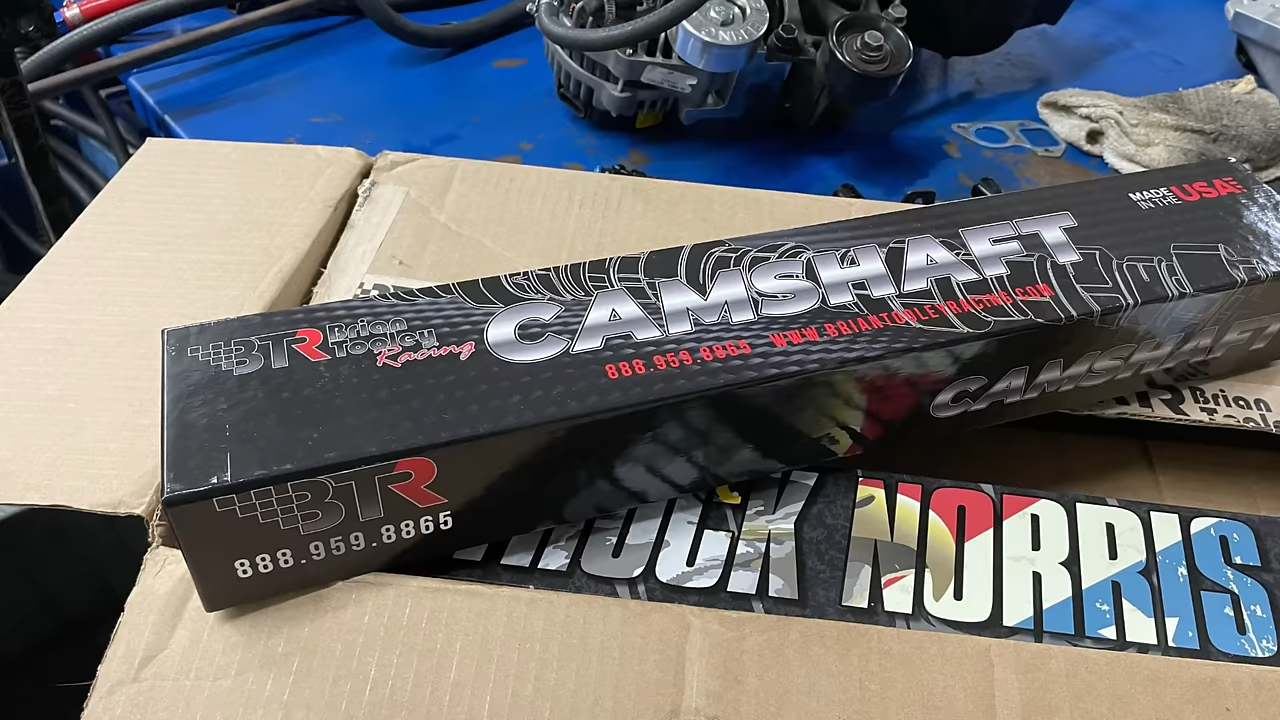 MADE
IN THE USA
CAMSHAFT
BTR Brian
Tooley
Racing
888.959.8865 WWW.BRIANTOOLEYRACING.COM
CAMSHAFT
BTR
888.959.8865
Brian
NORRIS